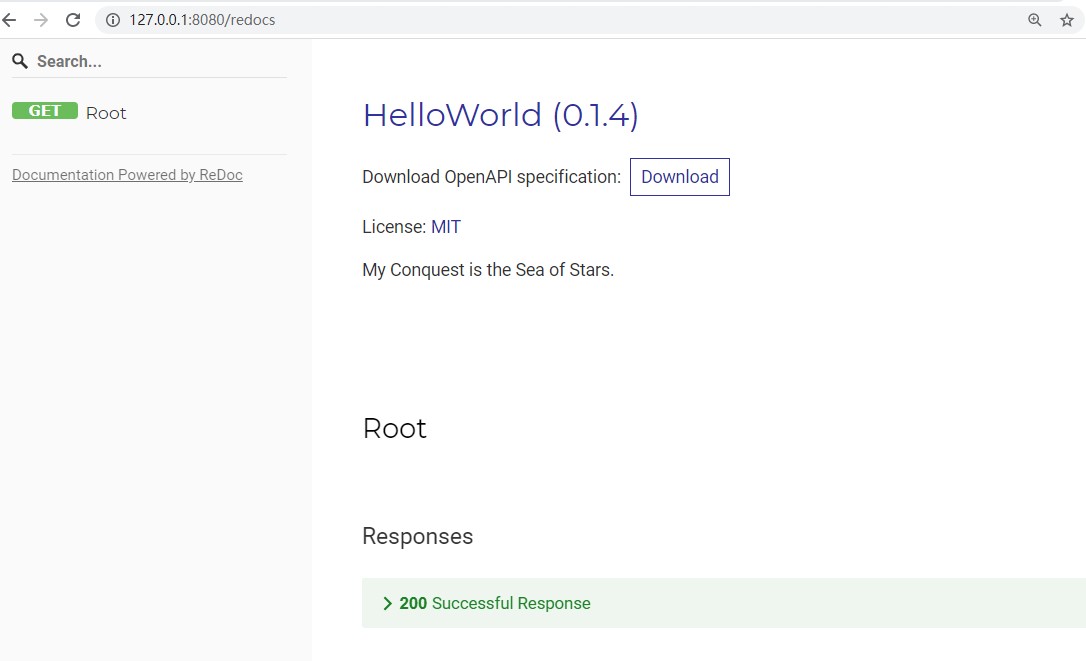 127.0.0.1:8080/redocs
Search...
GET Root
Documentation Powered by ReDoc
HelloWorld (0.1.4)
Download OpenAPI specification: Download
License: MIT
My Conquest is the Sea of Stars.
Root
Responses
200 Successful Response